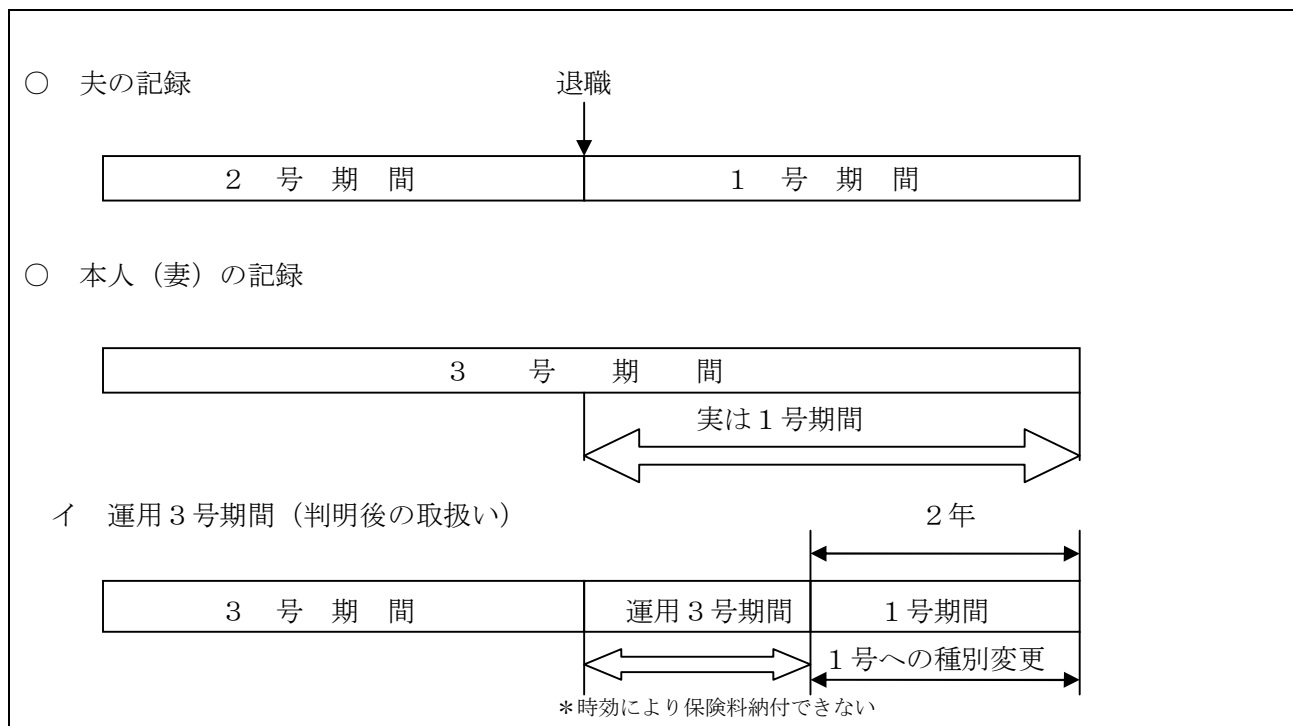 ○　夫の記録　退職
２　号　期　間　１　号　期　間
○　本人（妻）の記録
３　号　期　間
実は１号期間
イ　運用３号期間（判明後の取扱い）　２年
３　号　期　間　運用３号期間　１号期間
１号への種別変更
＊時効により保険料納付できない